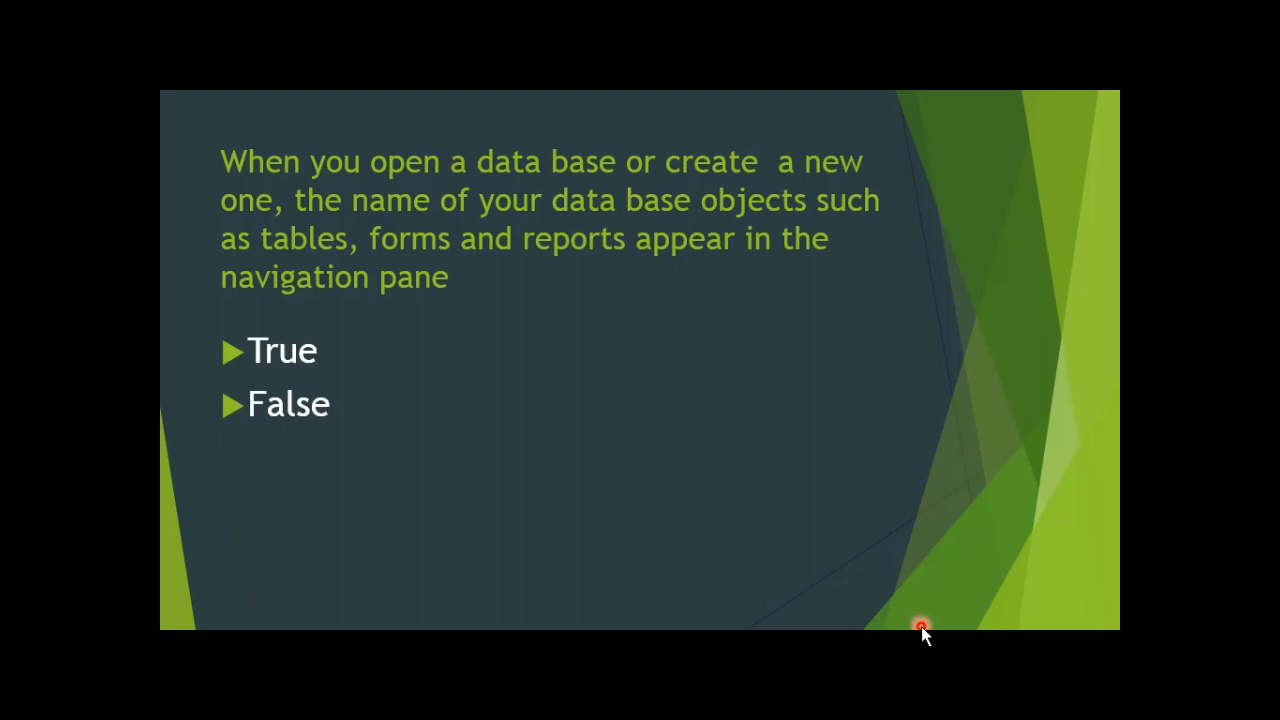 When you open a data base or create  a new
one, the name of your data base objects such
as tables, forms and reports appear in the
navigation pane
True
False